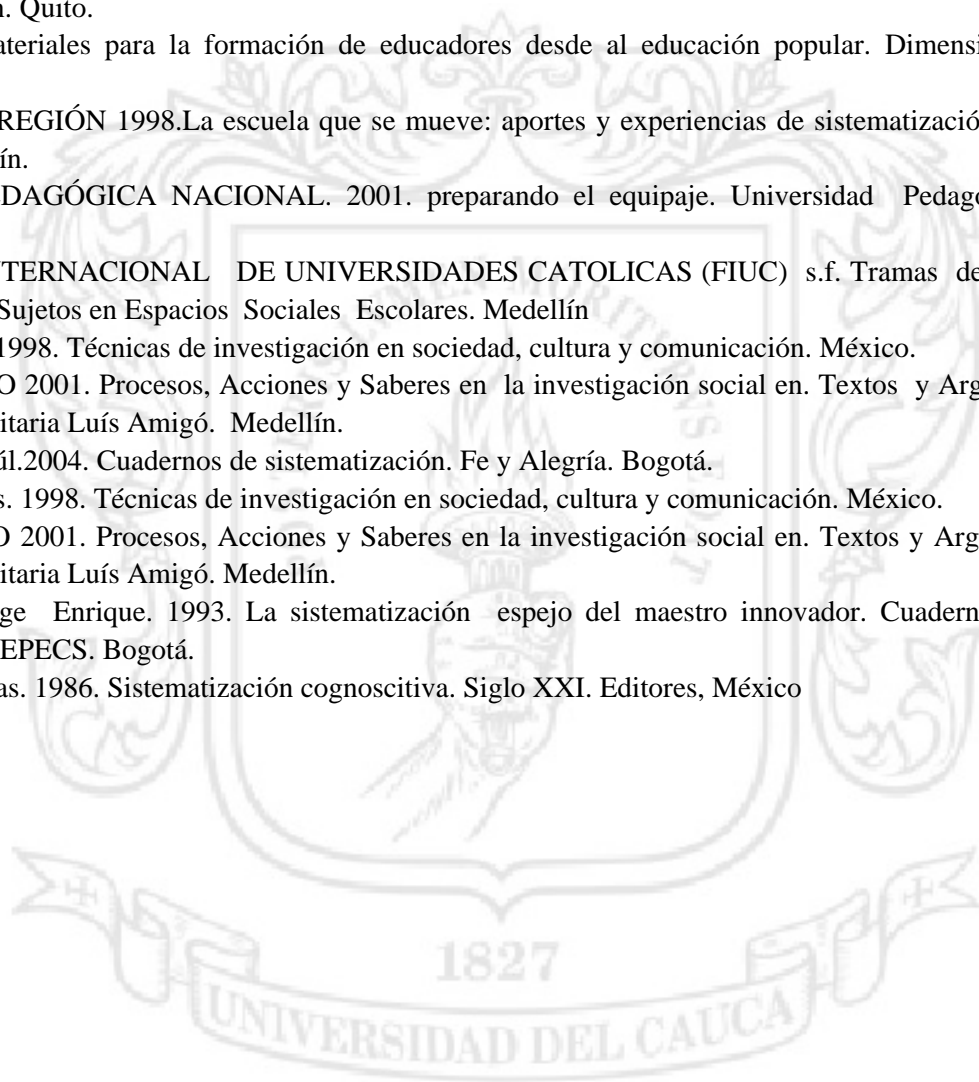 n. Quito.
ateriales para la formación de educadores desde al educación popular. Dimensi
REGIÓN 1998.La escuela que se mueve: aportes y experiencias de sistematizació
ín.
DAGÓGICA NACIONAL. 2001. preparando el equipaje. Universidad Pedag
NTERNACIONAL DE UNIVERSIDADES CATOLICAS (FIUC) s.f. Tramas de
Sujetos en Espacios Sociales Escolares. Medellín
1998. Técnicas de investigación en sociedad, cultura y comunicación. México.
O 2001. Procesos, Acciones y Saberes en la investigación social en. Textos y Arg
itaria Luís Amigó. Medellín.
úl.2004. Cuadernos de sistematización. Fe y Alegría. Bogotá.
s. 1998. Técnicas de investigación en sociedad, cultura y comunicación. México.
O 2001. Procesos, Acciones y Saberes en la investigación social en. Textos y Arg
itaria Luís Amigó. Medellín.
ge Enrique. 1993. La sistematización espejo del maestro innovador. Cuadern
EPECS. Bogotá.
as. 1986. Sistematización cognoscitiva. Siglo XXI. Editores, México
1827
UNIVERSIDAD DEL CAUCA